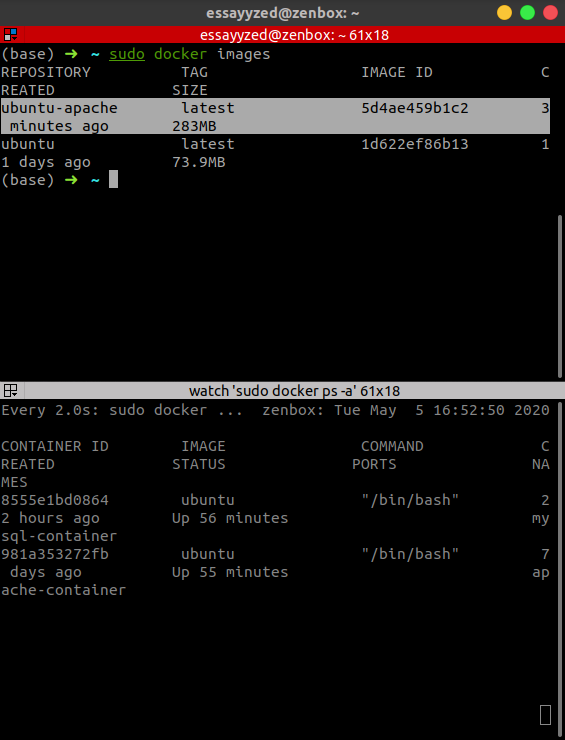 essayyzed@zenbox: ~
essayyzed@zenbox: ~ 61x18
(base) ➜ ~ sudo docker images
REPOSITORY          TAG                 IMAGE ID            C
REATED             SIZE
ubuntu-apache       latest              5d4ae459b1c2        3
 minutes ago       283MB
ubuntu              latest              1d622ef86b13        1
1 days ago         73.9MB
(base) ➜ ~
watch 'sudo docker ps -a' 61x18
Every 2.0s: sudo docker ...  zenbox: Tue May  5 16:52:50 2020
CONTAINER ID        IMAGE               COMMAND             C
REATED             STATUS              PORTS               NA
MES
8555e1bd0864        ubuntu              "/bin/bash"         2
2 hours ago        Up 56 minutes                           my
sql-container
981a353272fb        ubuntu              "/bin/bash"         7
 days ago          Up 55 minutes                           ap
ache-container